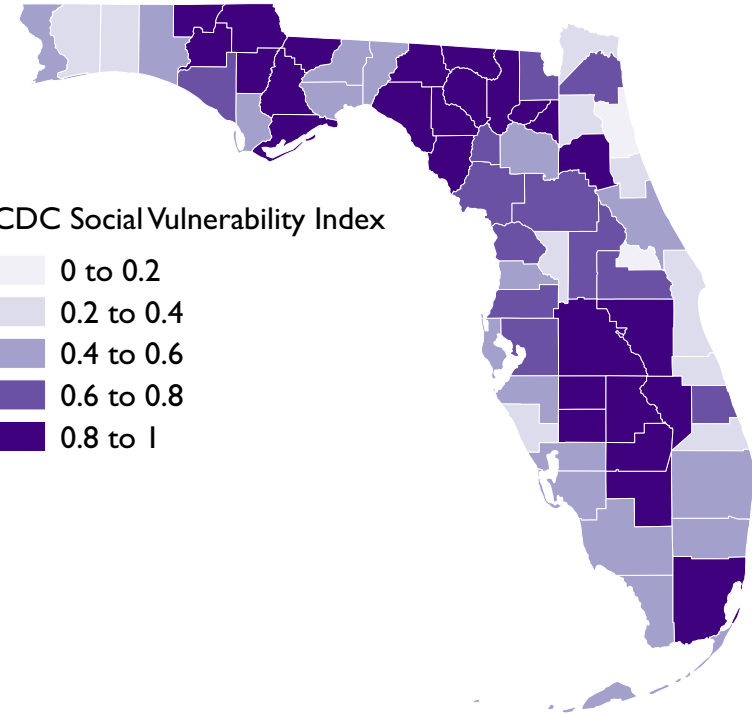 CDC Social Vulnerability Index
0 to 0.2
0.2 to 0.4
0.4 to 0.6
0.6 to 0.8
0.8 to 1